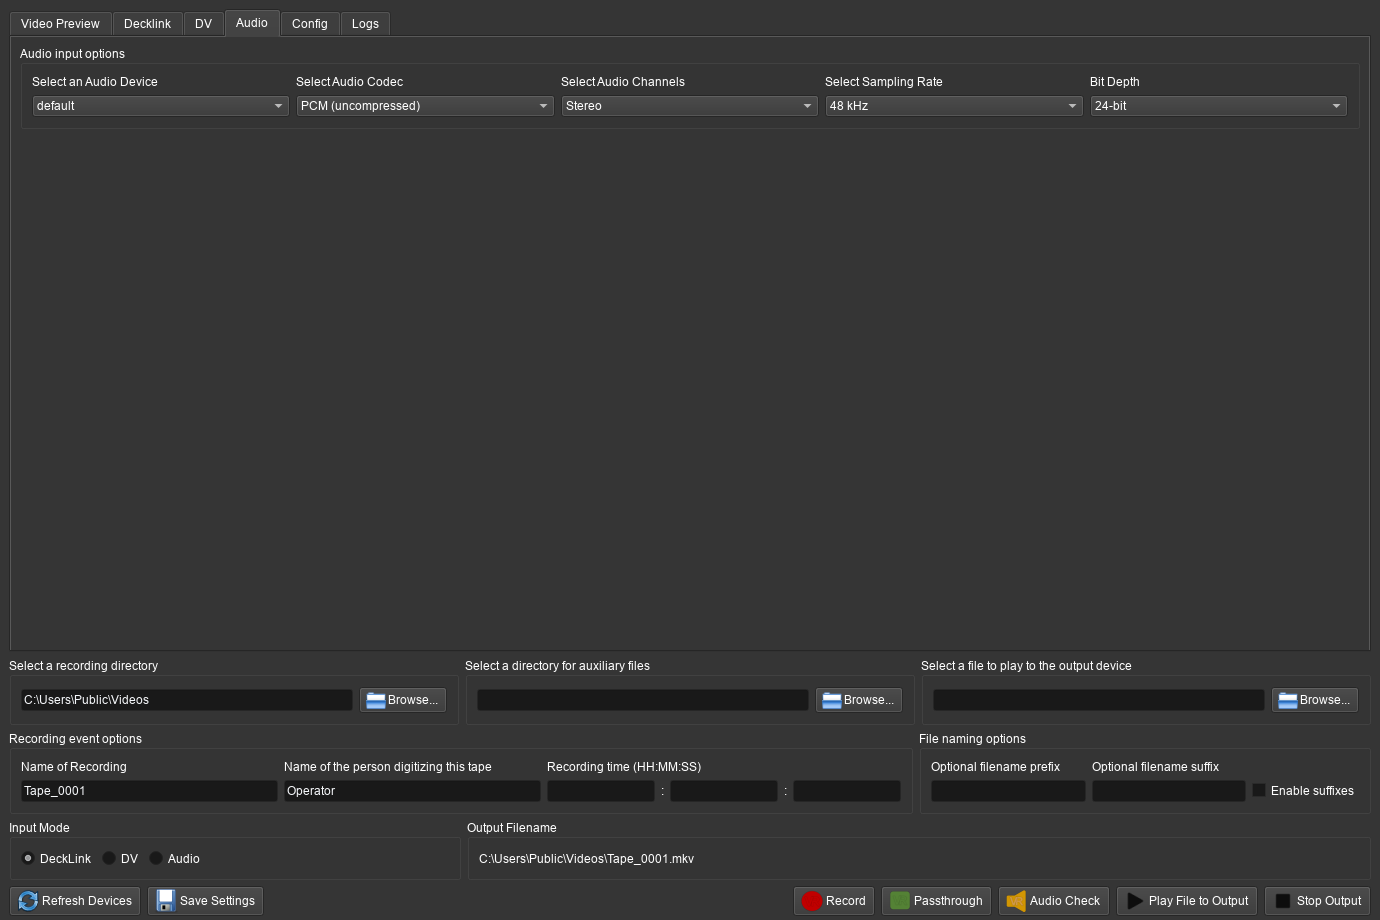 Video Preview Decklink DV Audio Config Logs
Audio input options
Select an Audio Device Select Audio Codec Select Audio Channels Select Sampling Rate Bit Depth
default PCM (uncompressed) Stereo 48 kHz 24-bit
Select a recording directory Select a directory for auxiliary files Select a file to play to the output device
C:\Users\Public\Videos Browse... Browse... Browse...
Recording event options File naming options
Name of Recording Name of the person digitizing this tape Recording time (HH:MM:SS) Optional filename prefix Optional filename suffix
Tape_0001 Operator : : Enable suffixes
Input Mode Output Filename
DeckLink DV Audio C:\Users\Public\Videos\Tape_0001.mkv
Refresh Devices Save Settings Record Passthrough Audio Check Play File to Output Stop Output